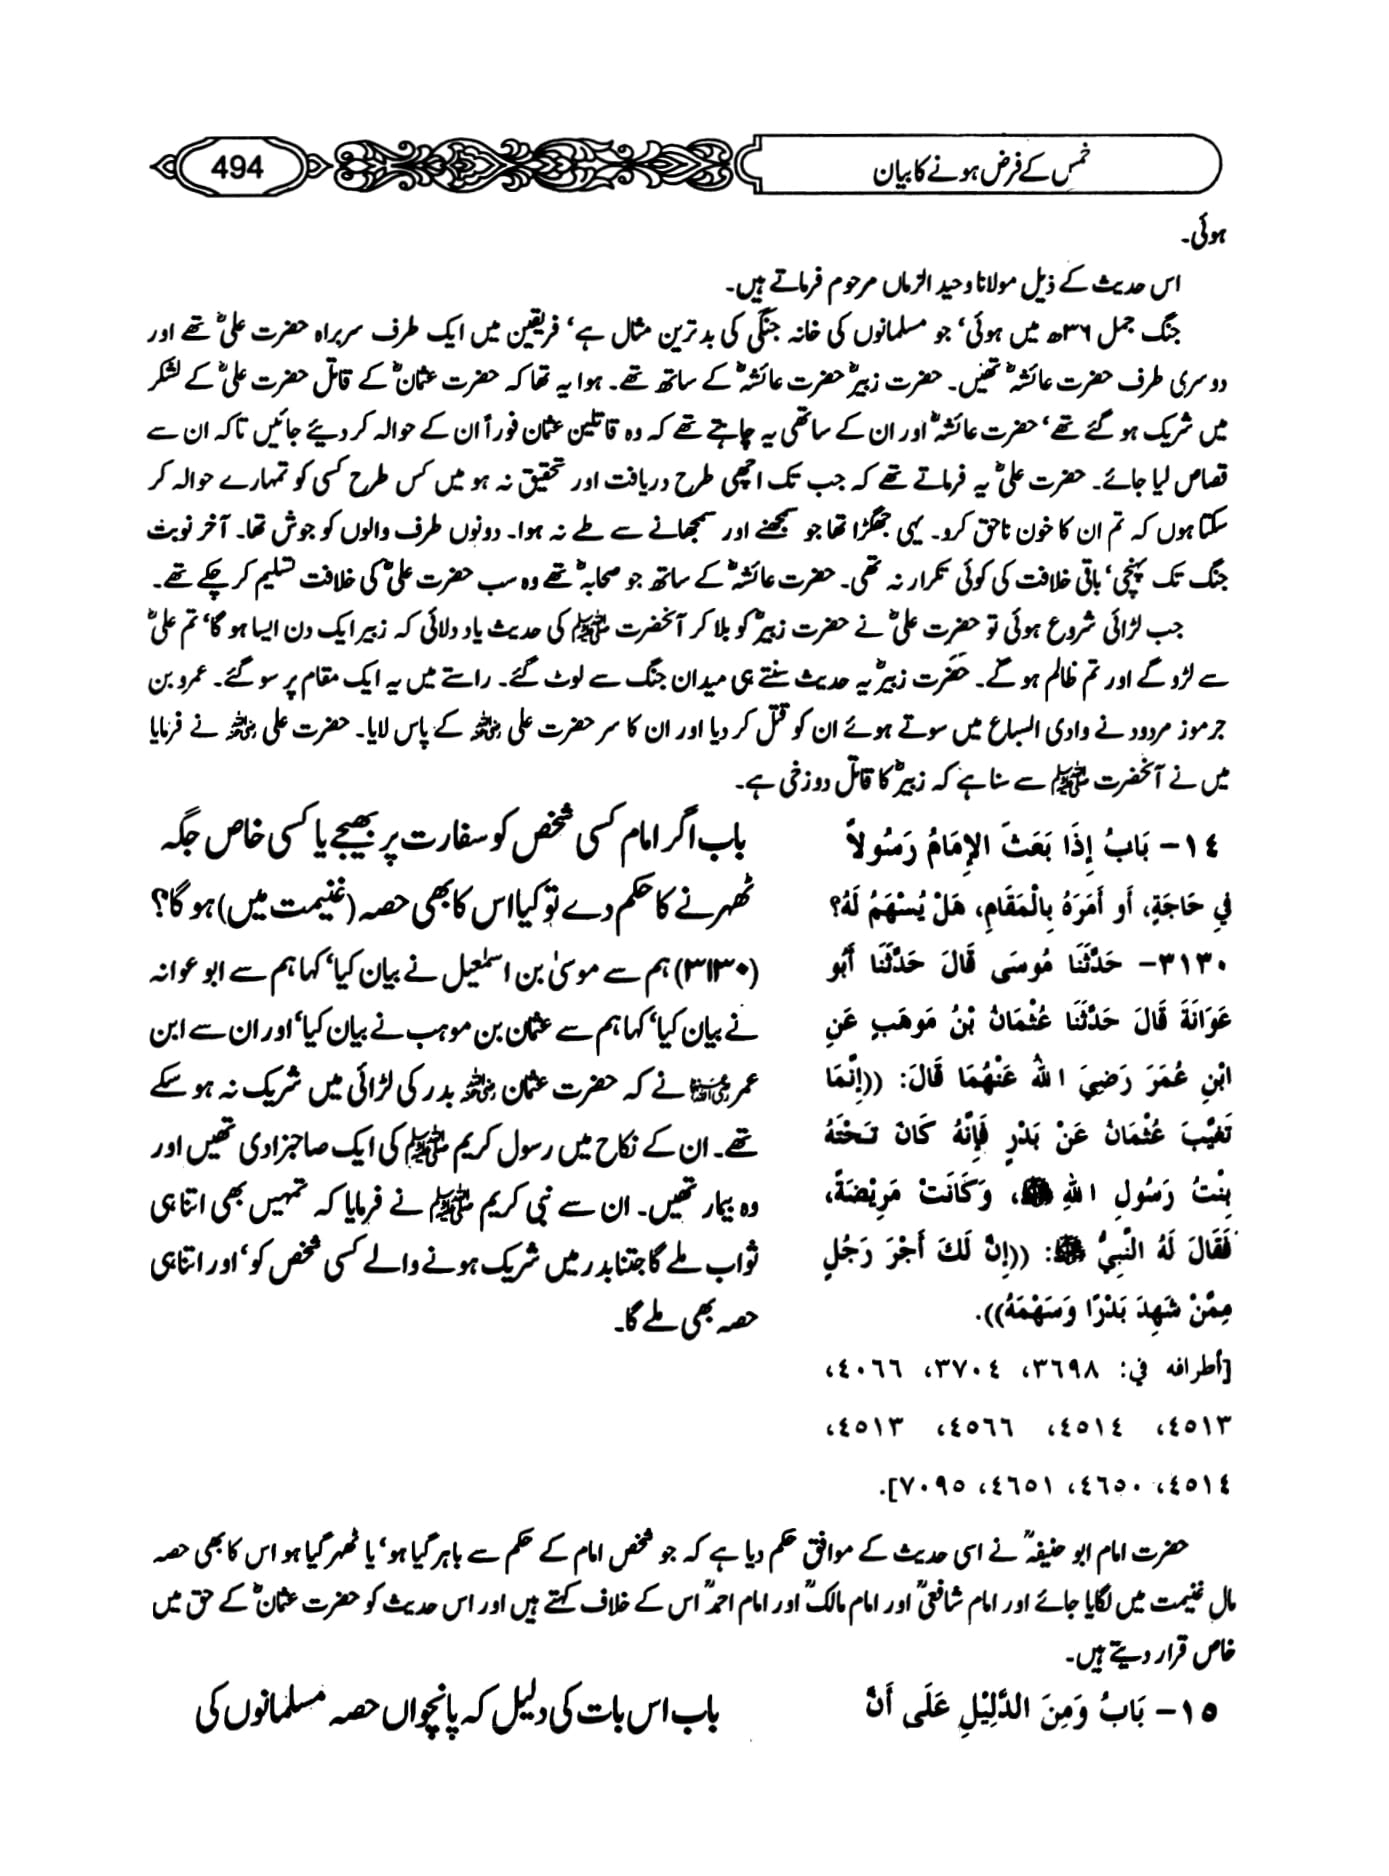 خمس کے فرض ہونے کا بیان
494
ہوئی۔
اس حدیث کے ذیل مولانا وحید الزماں مرحوم فرماتے ہیں۔
جنگ جمل ۳۶ھ میں ہوئی‘ جو مسلمانوں کی خانہ جنگی کی بد ترین مثال ہے‘ فریقین میں ایک طرف سربراہ حضرت علیؓ تھے اور
دوسری طرف حضرت عائشہؓ تھیں۔ حضرت زبیرؓ حضرت عائشہؓ کے ساتھ تھے۔ ہوا یہ تھا کہ حضرت عثمانؓ کے قاتل حضرت علیؓ کے لشکر
میں شریک ہو گئے تھے‘ حضرت عائشہؓ اور ان کے ساتھی یہ چاہتے تھے کہ وہ قاتلین عثمان فوراً ان کے حوالہ کر دیئے جائیں تاکہ ان سے
قصاص لیا جائے۔ حضرت علیؓ یہ فرماتے تھے کہ جب تک اچھی طرح دریافت اور تحقیق نہ ہو میں کس طرح کسی کو تمہارے حوالہ کر
سکتا ہوں کہ تم ان کا خون ناحق کرو۔ یہی جھگڑا تھا جو سمجھنے اور سمجھانے سے طے نہ ہوا۔ دونوں طرف والوں کو جوش تھا۔ آخر نوبت
جنگ تک پہنچی‘ باقی خلافت کی کوئی تکرار نہ تھی۔ حضرت عائشہؓ کے ساتھ جو صحابہؓ تھے وہ سب حضرت علیؓ کی خلافت تسلیم کر چکے تھے۔
جب لڑائی شروع ہوئی تو حضرت علیؓ نے حضرت زبیرؓ کو بلا کر آنحضرت ﷺ کی حدیث یاد دلائی کہ زبیر ایک دن ایسا ہو گا‘ تم علیؓ
سے لڑو گے اور تم ظالم ہو گے۔ حضرت زبیرؓ یہ حدیث سنتے ہی میدان جنگ سے لوٹ گئے۔ راستے میں یہ ایک مقام پر سو گئے۔ عمرو بن
جرموز مردود نے وادی السباع میں سوتے ہوئے ان کو قتل کر دیا اور ان کا سر حضرت علی رضی اللہ عنہ کے پاس لایا۔ حضرت علی رضی اللہ عنہ نے فرمایا
میں نے آنحضرت ﷺ سے سنا ہے کہ زبیرؓ کا قاتل دوزخی ہے۔
١٤- بَابُ إِذَا بَعَثَ الإِمَامُ رَسُولاً
فِي حَاجَةٍ، أَو أَمَرَهُ بِالْمَقَامِ، هَلْ يُسْهَمُ لَهُ؟
٣١٣٠- حَدَّثَنَا مُوسَى قَالَ حَدَّثَنَا أَبُو
عَوَانَةَ قَالَ حَدَّثَنَا عُثْمَانُ بْنُ مَوهَبٍ عَنِ
ابْنِ عُمَرَ رَضِيَ اللهُ عَنْهُمَا قَالَ: ((إِنَّمَا
تَغَيَّبَ عُثْمَانُ عَنْ بَدْرٍ فَإِنَّهُ كَانَ تَحْتَهُ
بِنْتُ رَسُولِ اللهِ ﷺ، وَكَانَتْ مَرِيْضَةً،
فَقَالَ لَهُ النَّبِيُّ ﷺ: ((إِنَّ لَكَ أَجْرَ رَجُلٍ
مِمَّنْ شَهِدَ بَدْرًا وَسَهْمَهُ)).
[أطرافه في: ٣٦٩٨، ٣٧٠٤، ٤٠٦٦،
٤٥١٣، ٤٥١٤، ٤٥٦٦، ٤٥١٣،
٤٥١٤، ٤٦٥٠، ٤٦٥١، ٧٠٩٥].
باب اگر امام کسی شخص کو سفارت پر بھیجے یا کسی خاص جگہ
ٹھہرنے کا حکم دے تو کیا اس کا بھی حصہ (غنیمت میں) ہو گا؟
(۳۱۳۰) ہم سے موسیٰ بن اسمٰعیل نے بیان کیا‘ کہا ہم سے ابو عوانہ
نے بیان کیا‘ کہا ہم سے عثمان بن موہب نے بیان کیا‘ اور ان سے ابن
عمر رضی اللہ عنہما نے کہ حضرت عثمان رضی اللہ عنہ بدر کی لڑائی میں شریک نہ ہو سکے
تھے۔ ان کے نکاح میں رسول کریم ﷺ کی ایک صاحبزادی تھیں اور
وہ بیمار تھیں۔ ان سے نبی کریم ﷺ نے فرمایا کہ تمہیں بھی اتنا ہی
ثواب ملے گا جتنا بدر میں شریک ہونے والے کسی شخص کو‘ اور اتنا ہی
حصہ بھی ملے گا۔
حضرت امام ابو حنیفہؒ نے اسی حدیث کے موافق حکم دیا ہے کہ جو شخص امام کے حکم سے باہر گیا ہو‘ یا ٹھہر گیا ہو اس کا بھی حصہ
مال غنیمت میں لگایا جائے اور امام شافعیؒ اور امام مالکؒ اور امام احمدؒ اس کے خلاف کہتے ہیں اور اس حدیث کو حضرت عثمانؓ کے حق میں
خاص قرار دیتے ہیں۔
١٥- بَابُ وَمِنَ الدَّلِيْلِ عَلَى أَنَّ
باب اس بات کی دلیل کہ پانچواں حصہ مسلمانوں کی